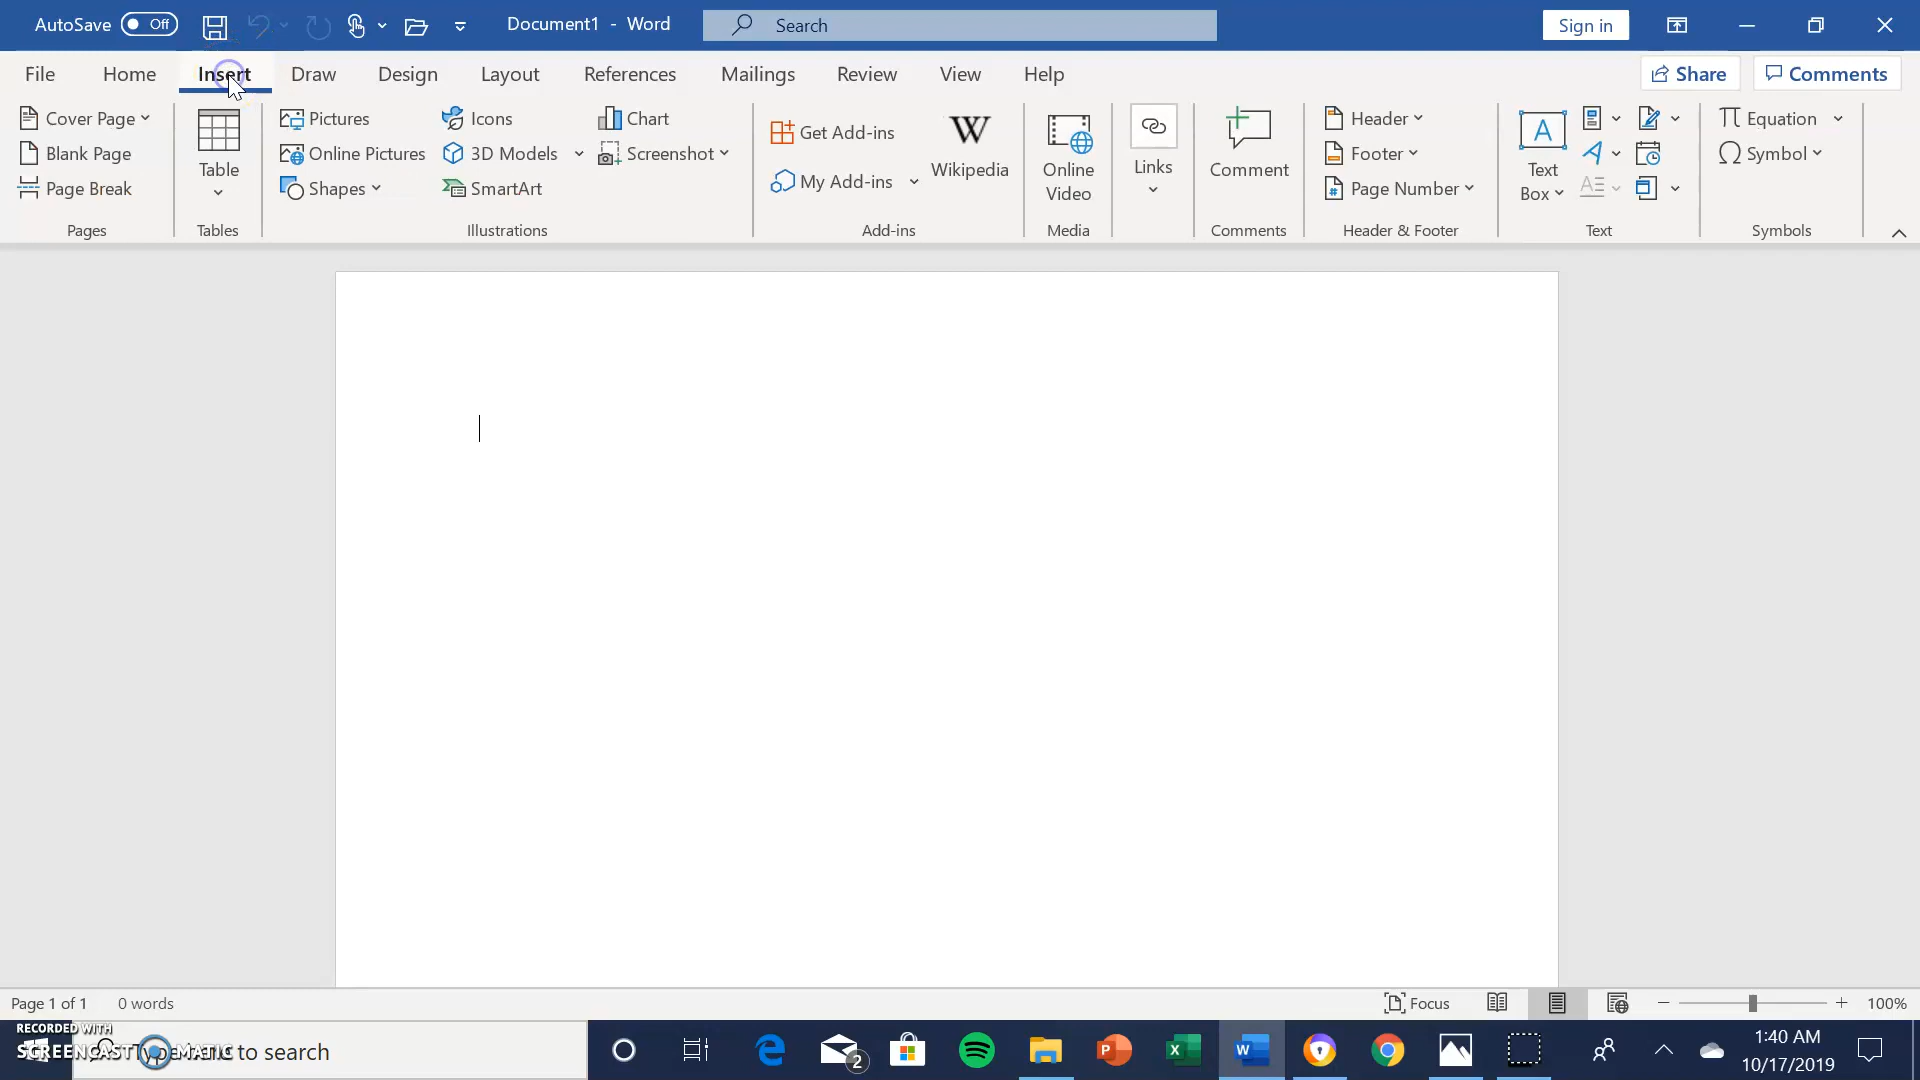 AutoSave Off Document1 - Word Search Sign in
File Home Insert Draw Design Layout References Mailings Review View Help Share Comments
Cover Page
Blank Page
Page Break
Pages
Table
Tables
Pictures Icons Chart
Online Pictures 3D Models Screenshot
Shapes SmartArt
Illustrations
Get Add-ins
My Add-ins
W
Wikipedia
Add-ins
Online
Video
Media
Links
Comment
Comments
Header
Footer
# Page Number
Header & Footer
A
Text
Box
Text
π Equation
Ω Symbol
Symbols
Page 1 of 1 0 words Focus 100%
RECORDED WITH
SCREENCAST MATIC
to search
2
P
X
W
1:40 AM
10/17/2019